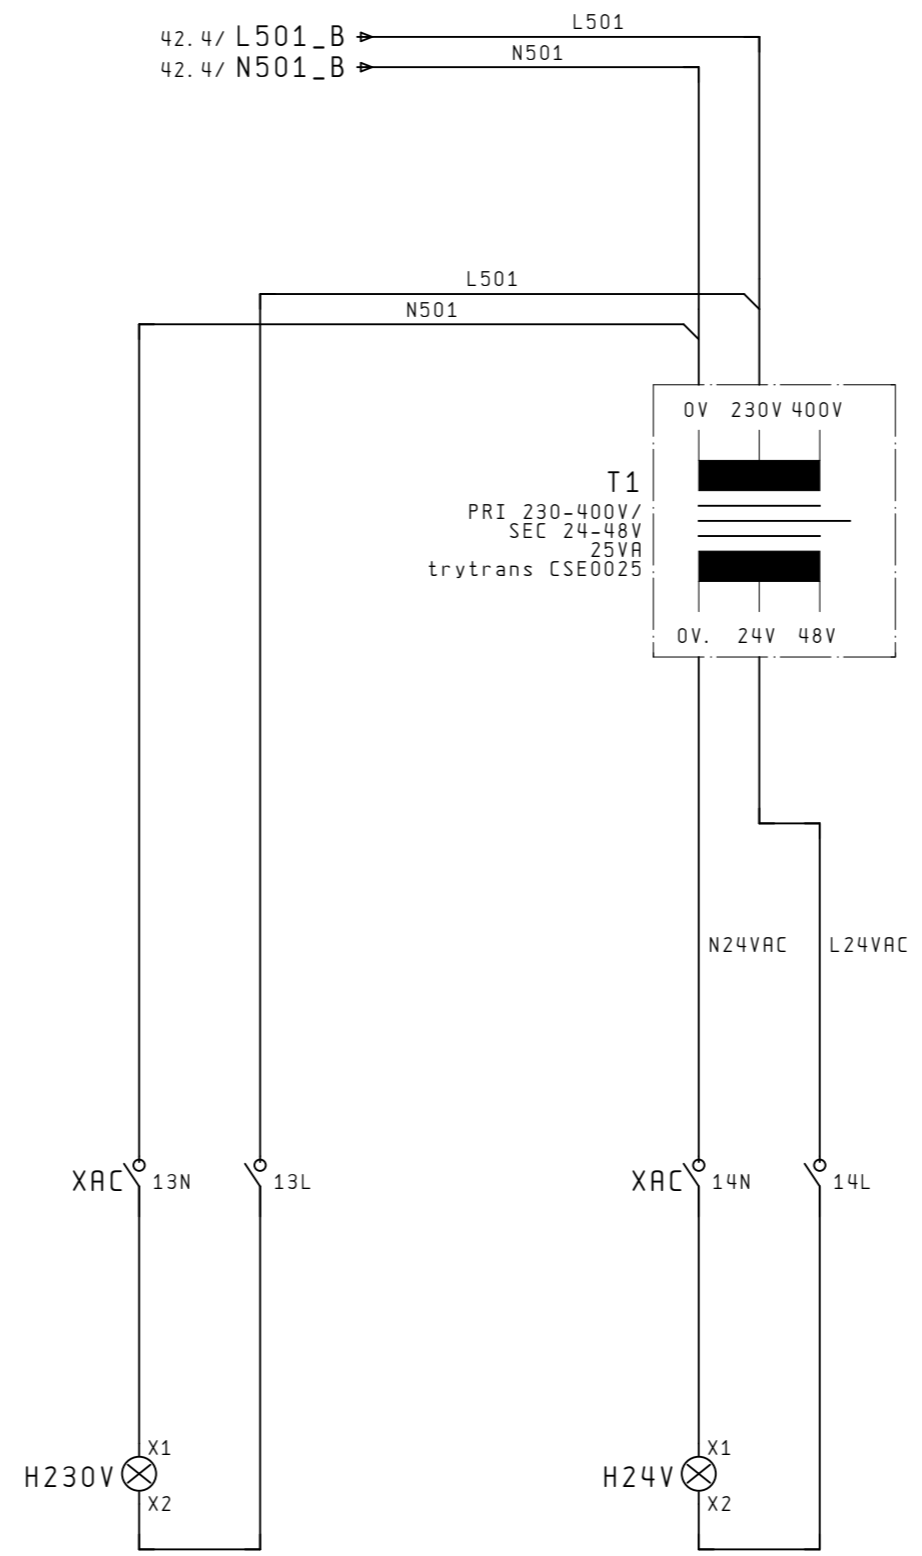 L501
42.4/ L501_B
N501
42.4/ N501_B
L501
N501
0V 230V 400V
T1
PRI 230-400V/
SEC 24-48V
25VA
trytrans CSE0025
0V. 24V 48V
N24VAC L24VAC
XAC 13N 13L XAC 14N 14L
X1 X1
H230V H24V
X2 X2